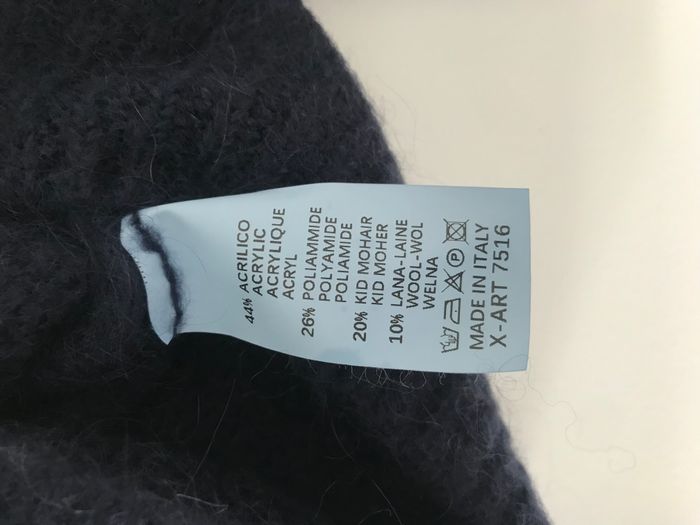 44% ACRILICO
ACRYLIC
ACRYLIQUE
ACRYL
26% POLIAMMIDE
POLYAMIDE
POLIAMIDE
20% KID MOHAIR
KID MOHER
10% LANA-LAINE
WOOL-WOL
WEŁNA
P
MADE IN ITALY
X-ART 7516